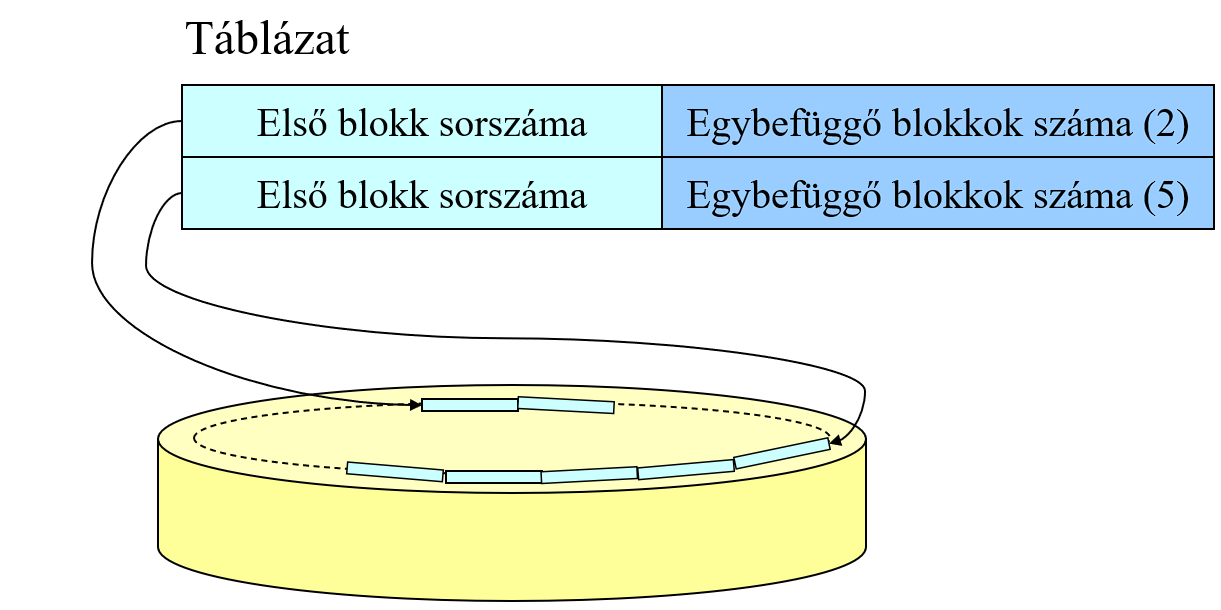 Táblázat
Első blokk sorszáma Egybefüggő blokkok száma (2)
Első blokk sorszáma Egybefüggő blokkok száma (5)